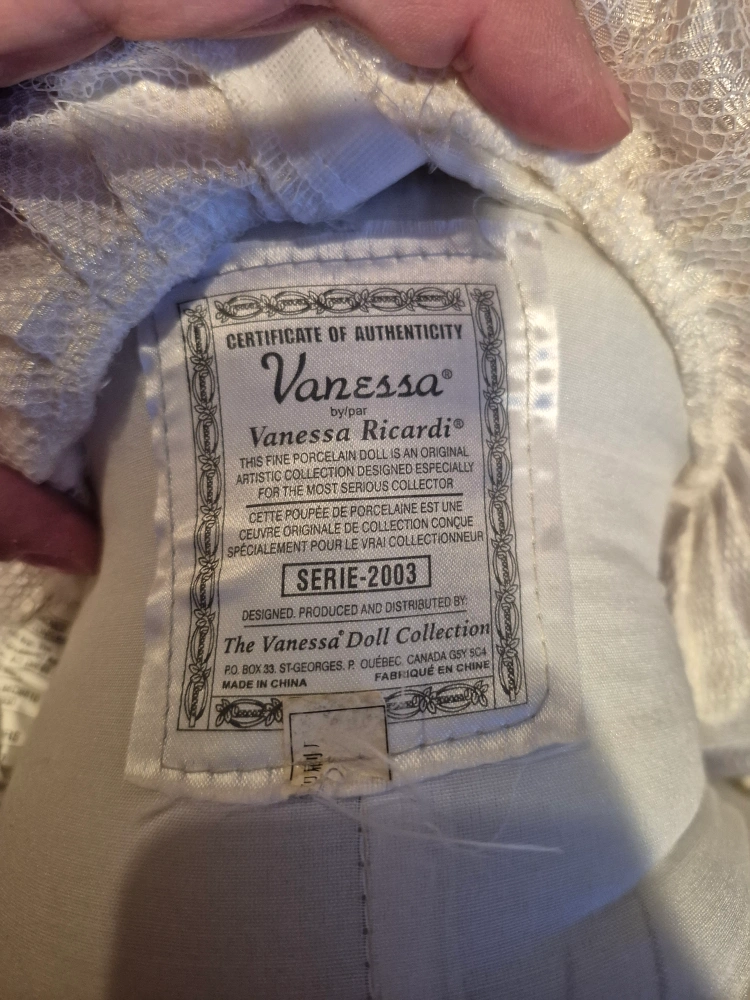 CERTIFICATE OF AUTHENTICITY
Vanessa®
by/par
Vanessa Ricardi®
THIS FINE PORCELAIN DOLL IS AN ORIGINAL
ARTISTIC COLLECTION DESIGNED ESPECIALLY
FOR THE MOST SERIOUS COLLECTOR
CETTE POUPÉE DE PORCELAINE EST UNE
CEUVRE ORIGINALE DE COLLECTION CONÇUE
SPÉCIALEMENT POUR LE VRAI COLLECTIONNEUR
SERIE-2003
DESIGNED. PRODUCED AND DISTRIBUTED BY:
The Vanessa® Doll Collection
P.O. BOX 33. ST-GEORGES, P. QUÉBEC, CANADA G5Y 5C4
MADE IN CHINA FABRIQUÉ EN CHINE